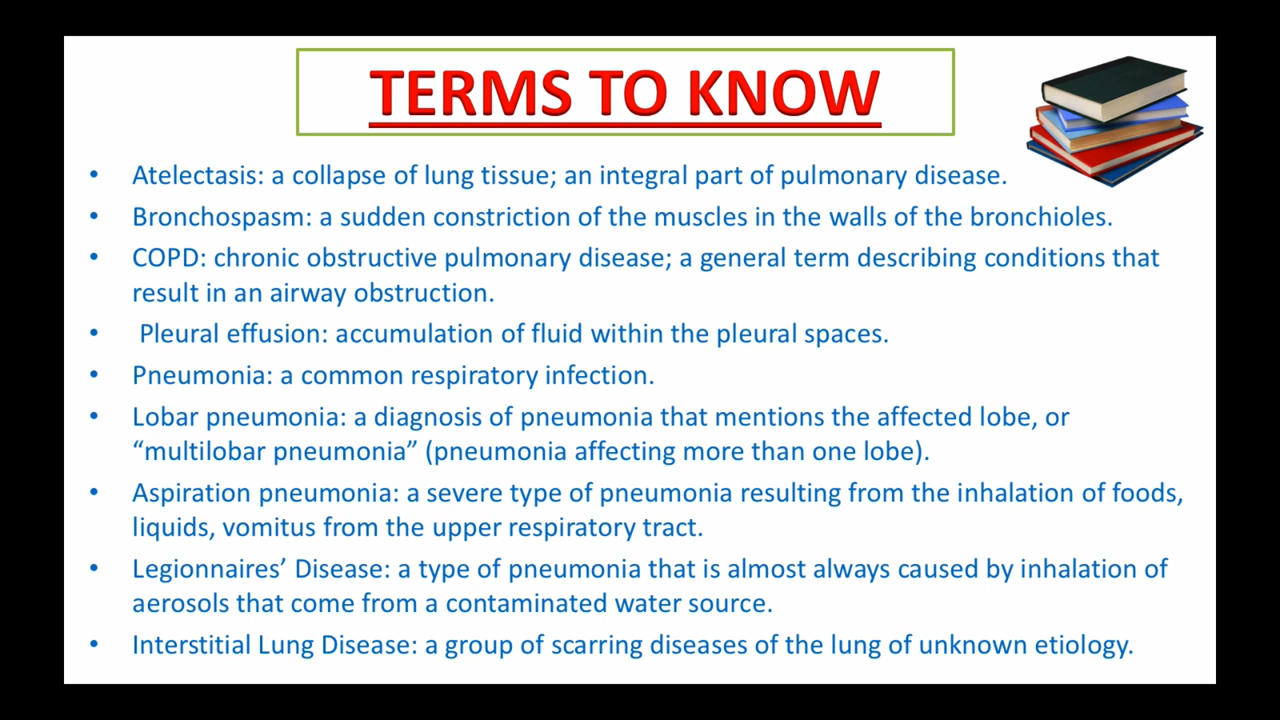 TERMS TO KNOW
• Atelectasis: a collapse of lung tissue; an integral part of pulmonary disease.
• Bronchospasm: a sudden constriction of the muscles in the walls of the bronchioles.
• COPD: chronic obstructive pulmonary disease; a general term describing conditions that
result in an airway obstruction.
• Pleural effusion: accumulation of fluid within the pleural spaces.
• Pneumonia: a common respiratory infection.
• Lobar pneumonia: a diagnosis of pneumonia that mentions the affected lobe, or
“multilobar pneumonia” (pneumonia affecting more than one lobe).
• Aspiration pneumonia: a severe type of pneumonia resulting from the inhalation of foods,
liquids, vomitus from the upper respiratory tract.
• Legionnaires’ Disease: a type of pneumonia that is almost always caused by inhalation of
aerosols that come from a contaminated water source.
• Interstitial Lung Disease: a group of scarring diseases of the lung of unknown etiology.